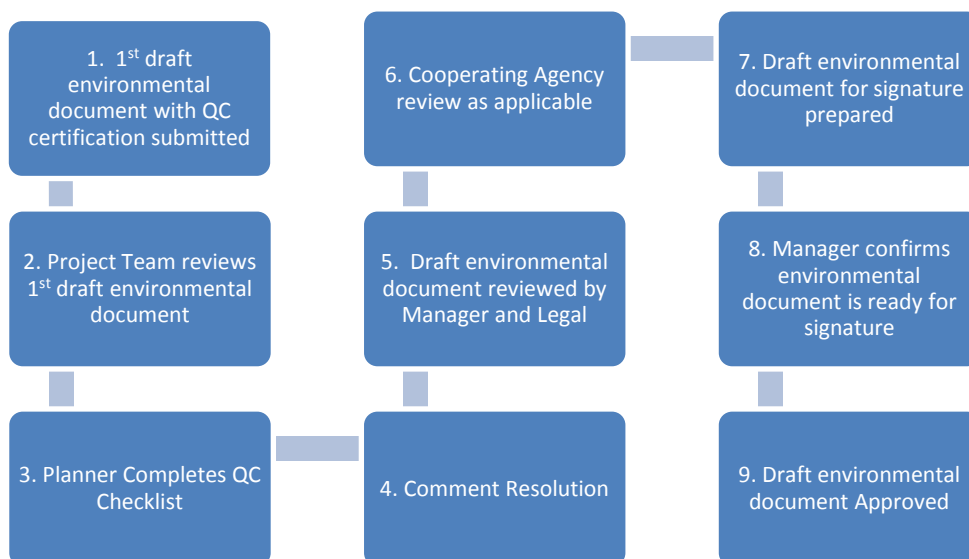 1. 1st draft
environmental
document with QC
certification submitted
2. Project Team reviews
1st draft environmental
document
3. Planner Completes QC
Checklist
4. Comment Resolution
5. Draft environmental
document reviewed by
Manager and Legal
6. Cooperating Agency
review as applicable
7. Draft environmental
document for signature
prepared
8. Manager confirms
environmental
document is ready for
signature
9. Draft environmental
document Approved